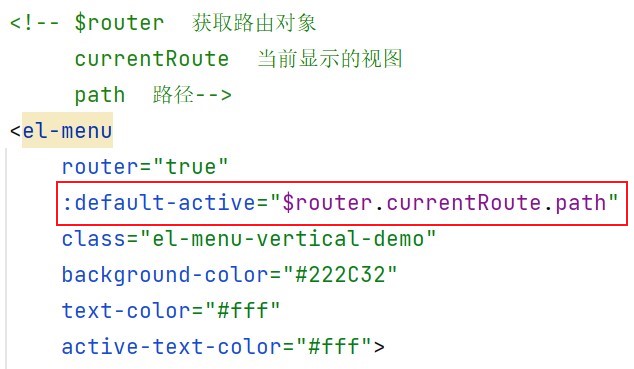 <!-- $router  获取路由对象
     currentRoute  当前显示的视图
     path  路径-->
<el-menu
    router="true"
    :default-active="$router.currentRoute.path"
    class="el-menu-vertical-demo"
    background-color="#222C32"
    text-color="#fff"
    active-text-color="#fff">